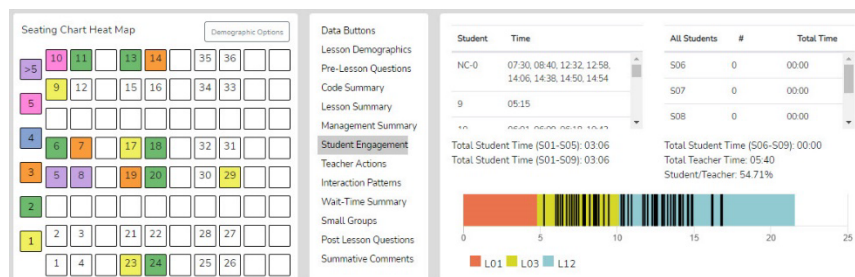 Seating Chart Heat Map
Demographic Options
10 11 13 14 35 36
>5
9 12 15 16 34 33
5
4
6 7 17 18 32 31
3
5 8 19 20 30 29
2
1
2 3 21 22 28 27
1 4 23 24 25 26
Data Buttons
Lesson Demographics
Pre-Lesson Questions
Code Summary
Lesson Summary
Management Summary
Student Engagement
Teacher Actions
Interaction Patterns
Wait-Time Summary
Small Groups
Post Lesson Questions
Summative Comments
Student Time
NC-0 07:30, 08:40, 12:32, 12:58,
14:06, 14:38, 14:50, 14:54
9 05:15
Total Student Time (S01-S05): 03:06
Total Student Time (S01-S09): 03:06
All Students # Total Time
S06 0 00:00
S07 0 00:00
S08 0 00:00
Total Student Time (S06-S09): 00:00
Total Teacher Time: 05:40
Student/Teacher: 54.71%
0 5 10 15 20 25
L01 L03 L12